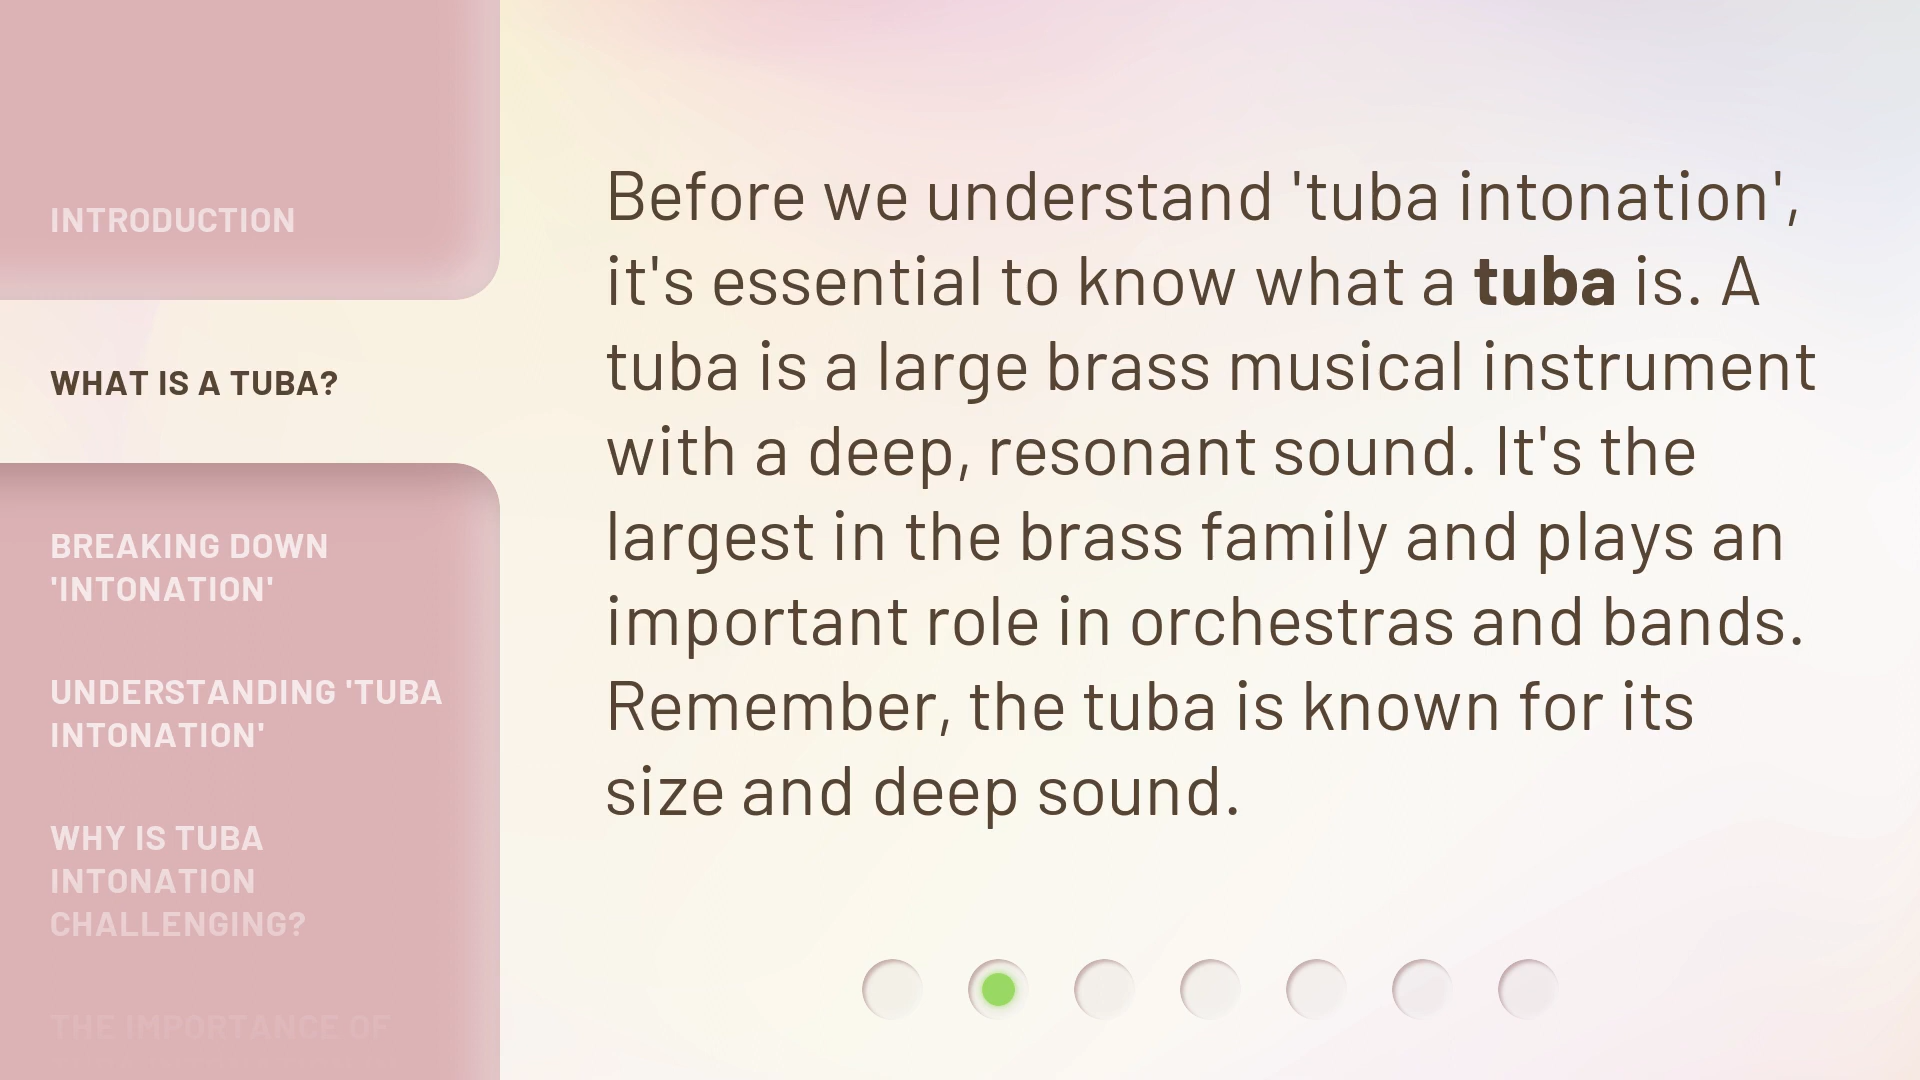 INTRODUCTION
WHAT IS A TUBA?
BREAKING DOWN
'INTONATION'
UNDERSTANDING 'TUBA
INTONATION'
WHY IS TUBA
INTONATION
CHALLENGING?
THE IMPORTANCE OF
Before we understand 'tuba intonation',
it's essential to know what a tuba is. A
tuba is a large brass musical instrument
with a deep, resonant sound. It's the
largest in the brass family and plays an
important role in orchestras and bands.
Remember, the tuba is known for its
size and deep sound.